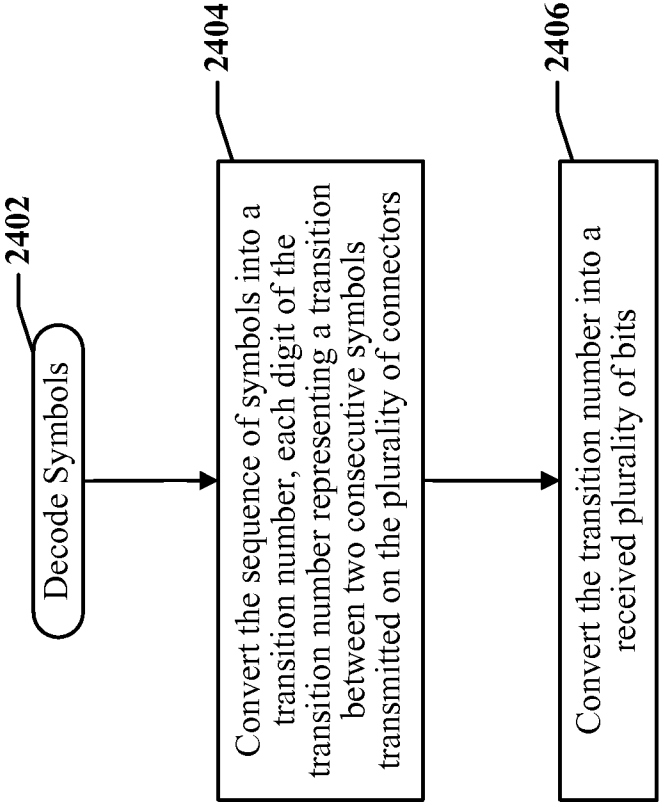 2402
Decode Symbols
2404
Convert the sequence of symbols into a
transition number, each digit of the
transition number representing a transition
between two consecutive symbols
transmitted on the plurality of connectors
2406
Convert the transition number into a
received plurality of bits